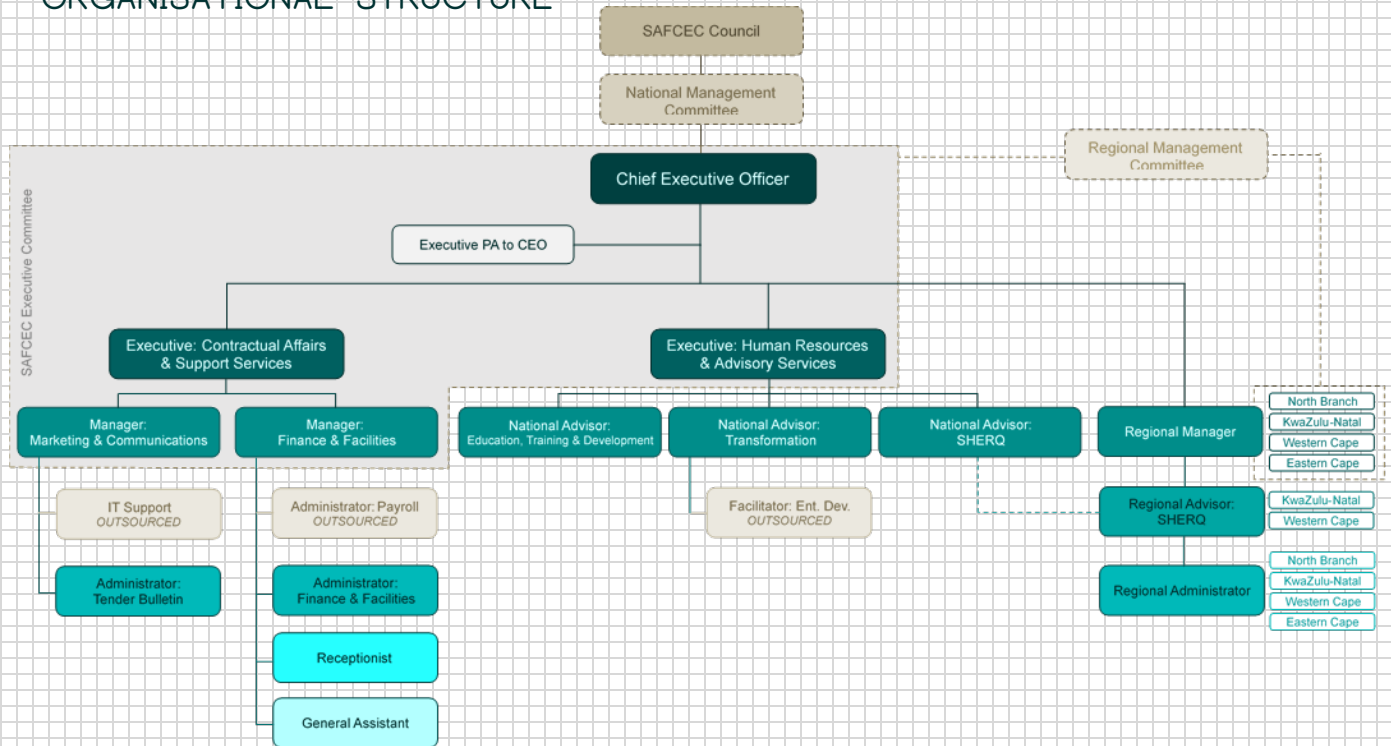 ORGANISATIONAL STRUCTURE
SAFCEC Council
National Management
Committee
Regional Management
Committee
SAFCEC Executive Committee
Chief Executive Officer
Executive PA to CEO
Executive: Contractual Affairs
& Support Services
Executive: Human Resources
& Advisory Services
Manager:
Marketing & Communications
Manager:
Finance & Facilities
National Advisor:
Education, Training & Development
National Advisor:
Transformation
National Advisor:
SHERQ
Regional Manager
North Branch
KwaZulu-Natal
Western Cape
Eastern Cape
IT Support
OUTSOURCED
Administrator: Payroll
OUTSOURCED
Facilitator: Ent. Dev.
OUTSOURCED
Regional Advisor:
SHERQ
KwaZulu-Natal
Western Cape
Administrator:
Tender Bulletin
Administrator:
Finance & Facilities
Regional Administrator
North Branch
KwaZulu-Natal
Western Cape
Eastern Cape
Receptionist
General Assistant